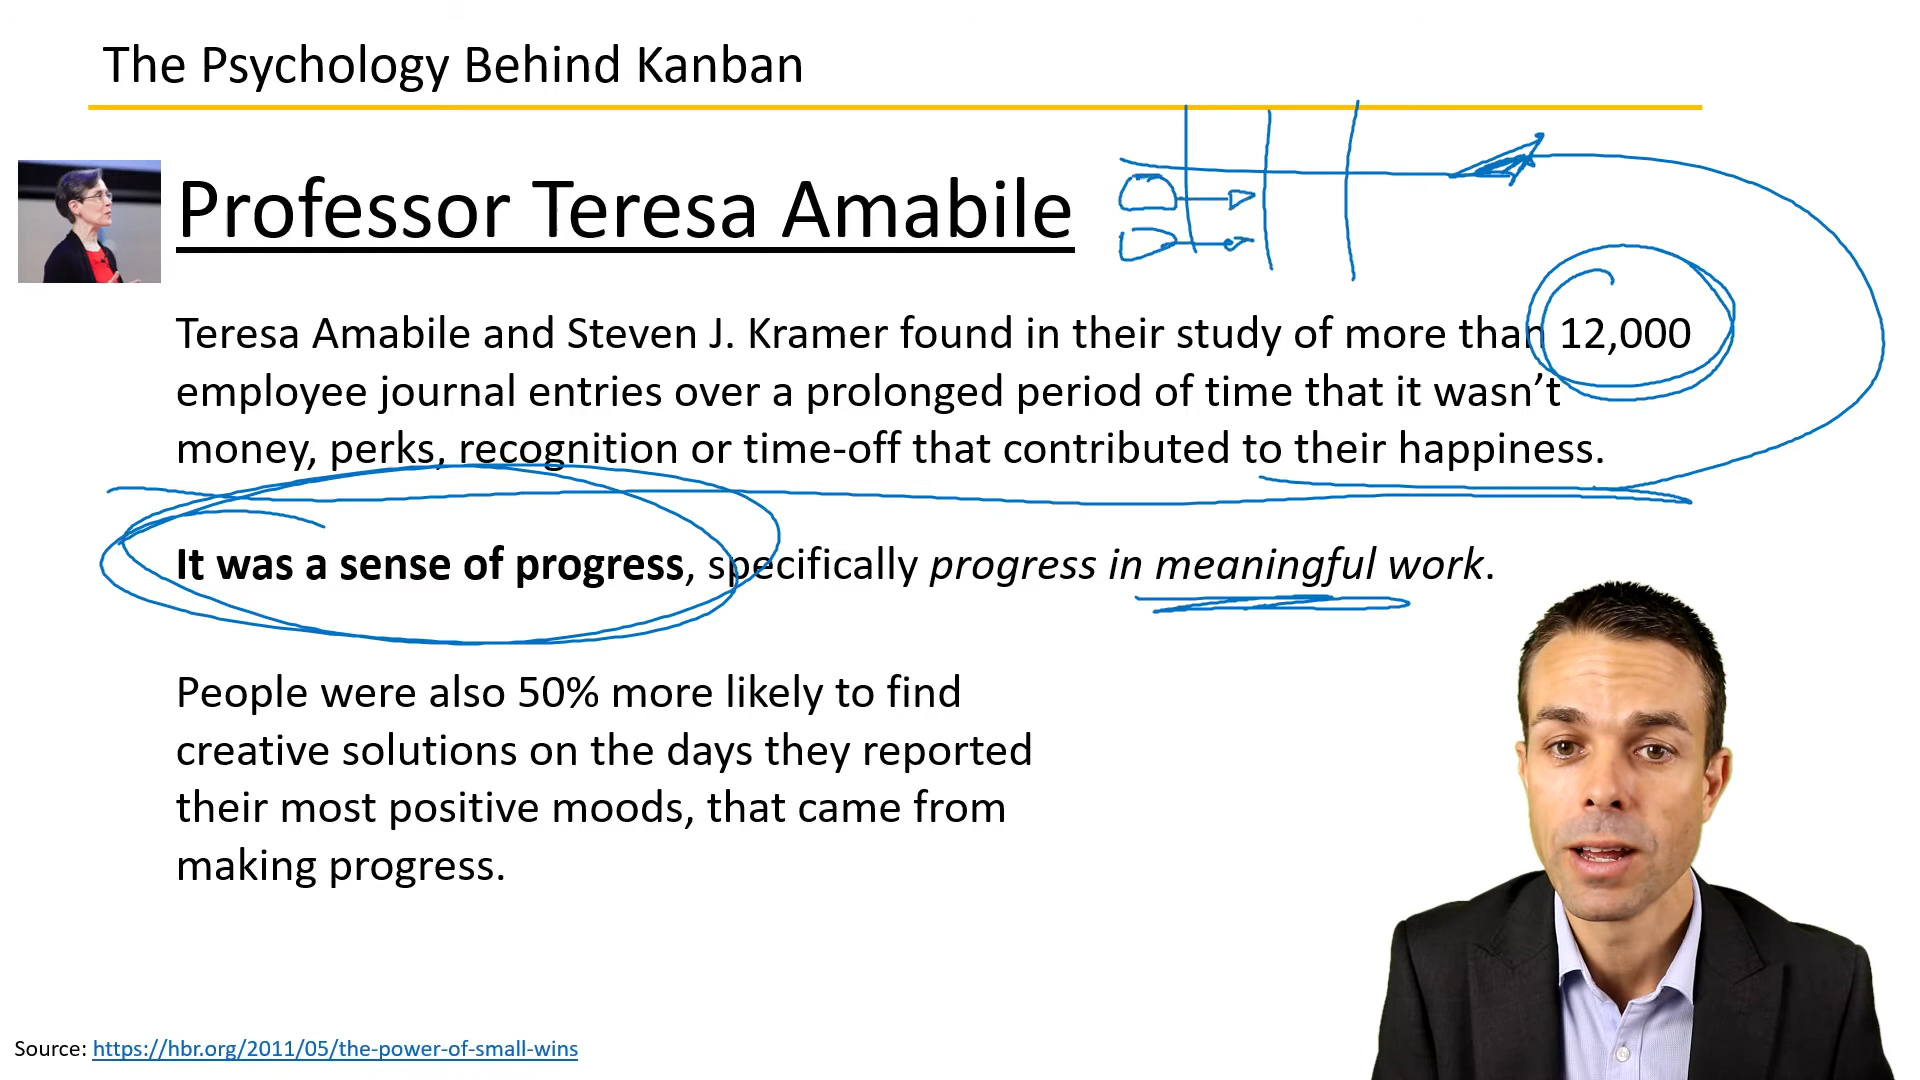 The Psychology Behind Kanban
Professor Teresa Amabile
Teresa Amabile and Steven J. Kramer found in their study of more than 12,000
employee journal entries over a prolonged period of time that it wasn’t
money, perks, recognition or time-off that contributed to their happiness.
It was a sense of progress, specifically progress in meaningful work.
People were also 50% more likely to find
creative solutions on the days they reported
their most positive moods, that came from
making progress.
Source: https://hbr.org/2011/05/the-power-of-small-wins